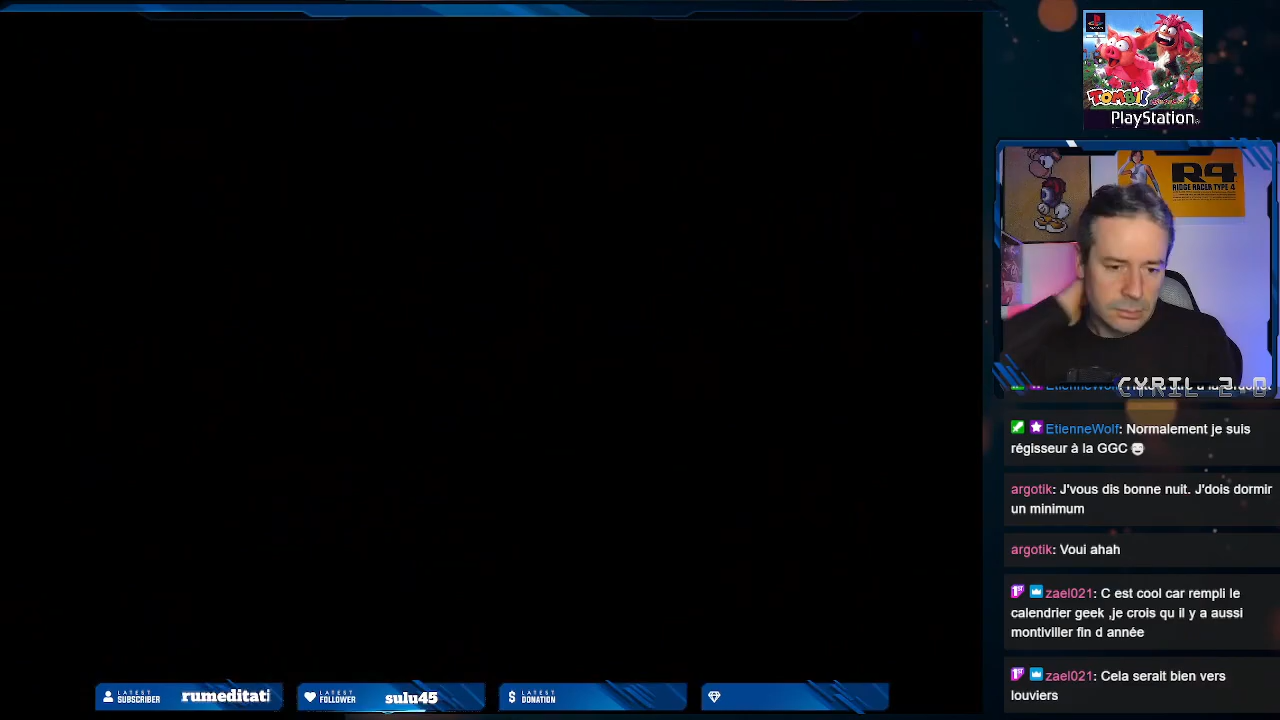 TOMBI!
PlayStation
R4
RIDGE RACER TYPE 4
CYRIL 2.0
EtienneWolf: Normalement je suis
régisseur à la GGC
argotik: J'vous dis bonne nuit. J'dois dormir
un minimum
argotik: Voui ahah
zael021: C est cool car rempli le
calendrier geek ,je crois qu il y a aussi
montiviller fin d année
zael021: Cela serait bien vers
louviers
LATEST
SUBSCRIBER
rumeditati
LATEST
FOLLOWER
sulu45
LATEST
DONATION